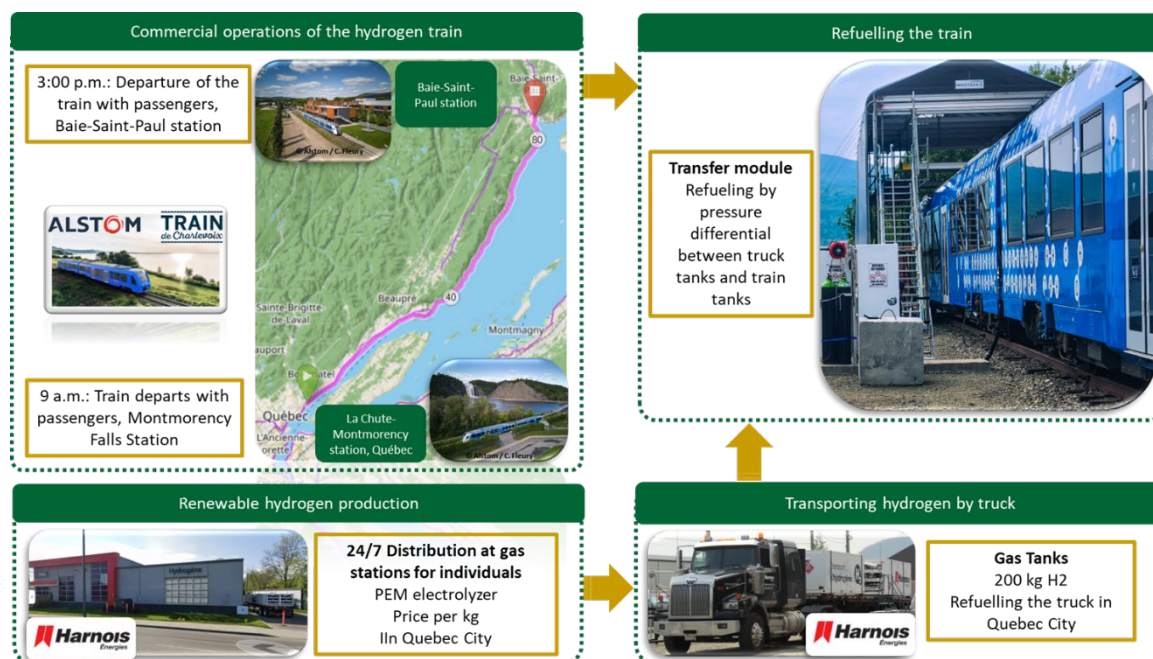 Commercial operations of the hydrogen train
3:00 p.m.: Departure of the
train with passengers,
Baie-Saint-Paul station
© Alstom / C. Fleury
Baie-Saint-
Paul station
Baie-Saint-
80
ALSTOM
TRAIN
de Charlevoix
Sainte-Brigitte-
de-Laval
Beaupré
40
Montmagny
auport
Québec
L'Ancienne-
orette
9 a.m.: Train departs with
passengers, Montmorency
Falls Station
La Chute-
Montmorency
station, Québec
© Alstom / C. Fleury
Refuelling the train
Transfer module
Refueling by
pressure
differential
between truck
tanks and train
tanks
Renewable hydrogen production
Hydrogène
Harnois
Énergies
24/7 Distribution at gas
stations for individuals
PEM electrolyzer
Price per kg
IIn Quebec City
Transporting hydrogen by truck
Hydrogène
Harnois
Énergies
Gas Tanks
200 kg H2
Refuelling the truck in
Quebec City